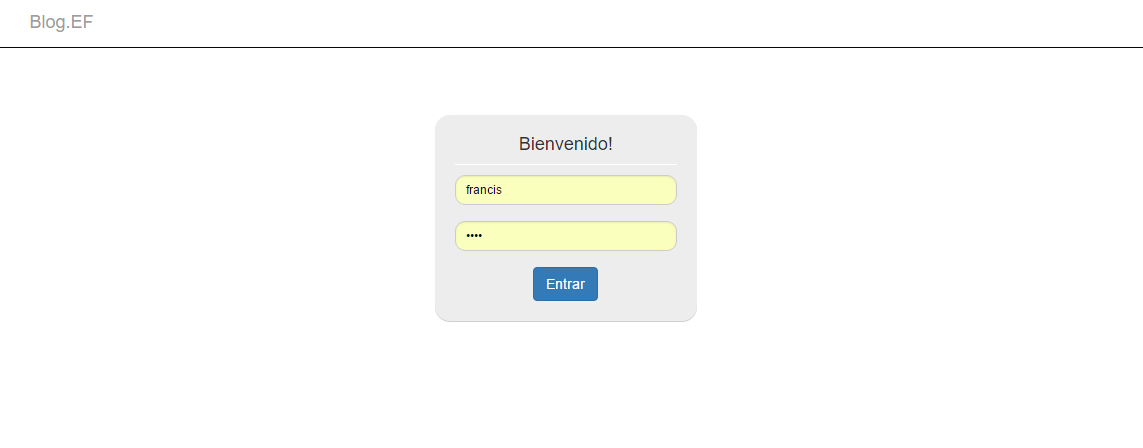 Blog.EF
Bienvenido!
francis
••••
Entrar